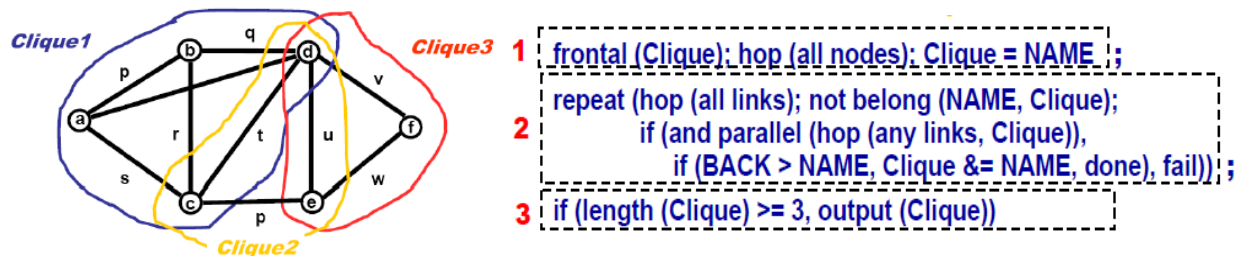 Clique1
Clique2
Clique3
a
b
c
d
e
f
p
q
r
s
t
u
v
w
p
1 frontal (Clique); hop (all nodes); Clique = NAME ;
2 repeat (hop (all links); not belong (NAME, Clique);
if (and parallel (hop (any links, Clique)),
if (BACK > NAME, Clique &= NAME, done), fail)) ;
3 if (length (Clique) >= 3, output (Clique))